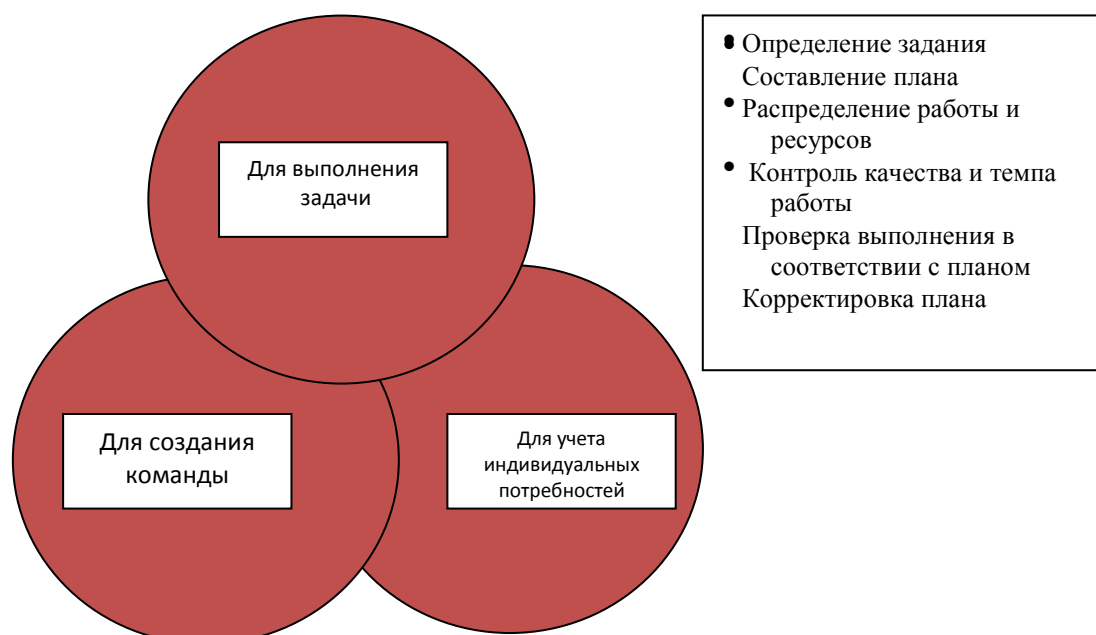 Для выполнения
задачи
Для создания
команды
Для учета
индивидуальных
потребностей
• Определение задания
Составление плана
• Распределение работы и
ресурсов
• Контроль качества и темпа
работы
Проверка выполнения в
соответствии с планом
Корректировка плана